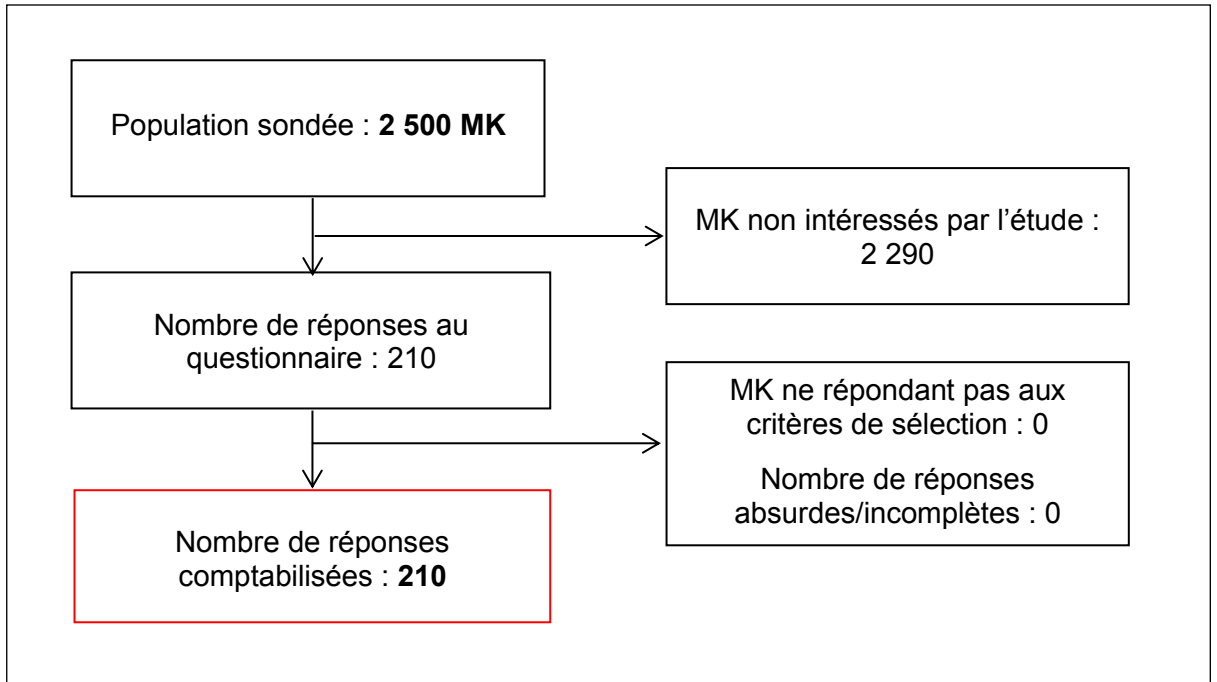 Population sondée : 2 500 MK
MK non intéressés par l’étude :
2 290
Nombre de réponses au
questionnaire : 210
MK ne répondant pas aux
critères de sélection : 0
Nombre de réponses
absurdes/incomplètes : 0
Nombre de réponses
comptabilisées : 210